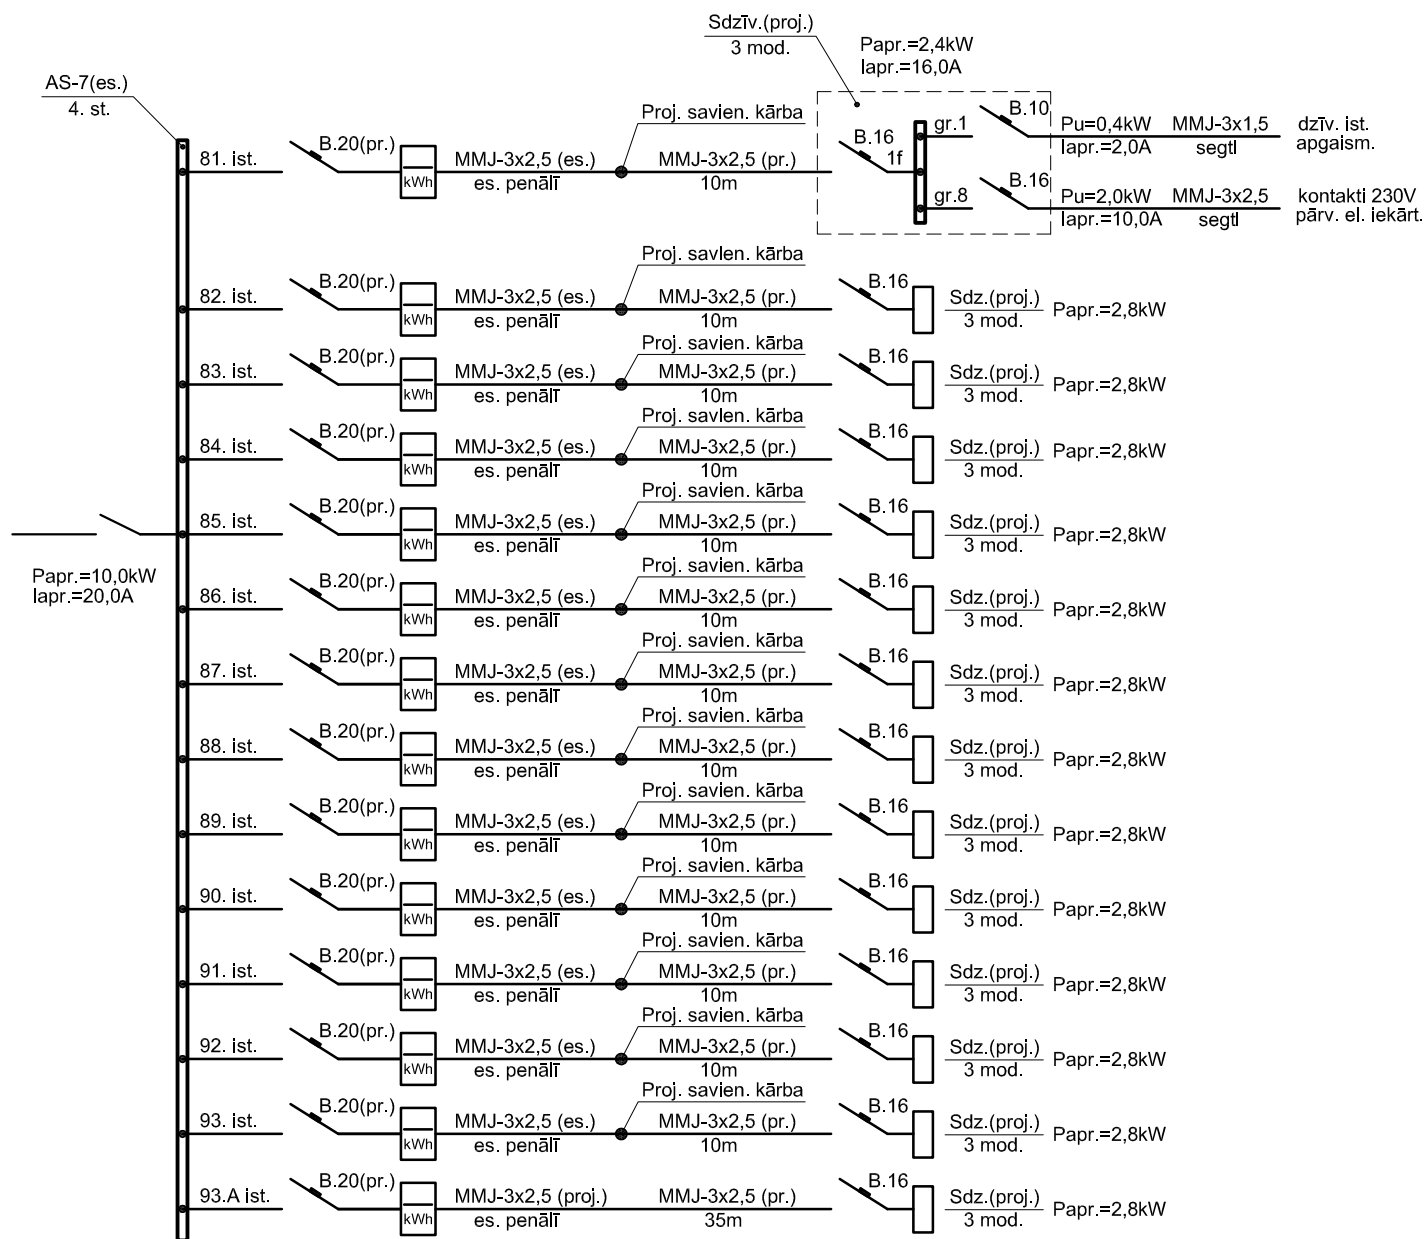 Sdzīv.(proj.)
3 mod.
Papr.=2,4kW
Iapr.=16,0A
AS-7(es.)
4. st.
Proj. savien. kārba
81. ist.
B.20(pr.)
kWh
MMJ-3x2,5 (es.)
es. penālī
MMJ-3x2,5 (pr.)
10m
B.16
1f
gr.1
B.10
Pu=0,4kW
Iapr.=2,0A
MMJ-3x1,5
segtI
dzīv. ist.
apgaism.
gr.8
B.16
Pu=2,0kW
Iapr.=10,0A
MMJ-3x2,5
segtI
kontakti 230V
pārv. el. iekārt.
Proj. savIen. kārba
82. ist.
B.20(pr.)
kWh
MMJ-3x2,5 (es.)
es. penālī
MMJ-3x2,5 (pr.)
10m
B.16
Sdz.(proj.)
3 mod.
Papr.=2,8kW
Proj. savien. kārba
83. ist.
B.20(pr.)
kWh
MMJ-3x2,5 (es.)
es. penālī
MMJ-3x2,5 (pr.)
10m
B.16
Sdz.(proj.)
3 mod.
Papr.=2,8kW
Proj. savien. kārba
84. ist.
B.20(pr.)
kWh
MMJ-3x2,5 (es.)
es. penālī
MMJ-3x2,5 (pr.)
10m
B.16
Sdz.(proj.)
3 mod.
Papr.=2,8kW
Proj. savien. kārba
85. ist.
B.20(pr.)
kWh
MMJ-3x2,5 (es.)
es. penālī
MMJ-3x2,5 (pr.)
10m
B.16
Sdz.(proj.)
3 mod.
Papr.=2,8kW
Papr.=10,0kW
Iapr.=20,0A
Proj. savien. kārba
86. ist.
B.20(pr.)
kWh
MMJ-3x2,5 (es.)
es. penālī
MMJ-3x2,5 (pr.)
10m
B.16
Sdz.(proj.)
3 mod.
Papr.=2,8kW
Proj. savien. kārba
87. ist.
B.20(pr.)
kWh
MMJ-3x2,5 (es.)
es. penālī
MMJ-3x2,5 (pr.)
10m
B.16
Sdz.(proj.)
3 mod.
Papr.=2,8kW
Proj. savien. kārba
88. ist.
B.20(pr.)
kWh
MMJ-3x2,5 (es.)
es. penālī
MMJ-3x2,5 (pr.)
10m
B.16
Sdz.(proj.)
3 mod.
Papr.=2,8kW
Proj. savien. kārba
89. ist.
B.20(pr.)
kWh
MMJ-3x2,5 (es.)
es. penālī
MMJ-3x2,5 (pr.)
10m
B.16
Sdz.(proj.)
3 mod.
Papr.=2,8kW
Proj. savien. kārba
90. ist.
B.20(pr.)
kWh
MMJ-3x2,5 (es.)
es. penālī
MMJ-3x2,5 (pr.)
10m
B.16
Sdz.(proj.)
3 mod.
Papr.=2,8kW
Proj. savien. kārba
91. ist.
B.20(pr.)
kWh
MMJ-3x2,5 (es.)
es. penālī
MMJ-3x2,5 (pr.)
10m
B.16
Sdz.(proj.)
3 mod.
Papr.=2,8kW
Proj. savien. kārba
92. ist.
B.20(pr.)
kWh
MMJ-3x2,5 (es.)
es. penālī
MMJ-3x2,5 (pr.)
10m
B.16
Sdz.(proj.)
3 mod.
Papr.=2,8kW
Proj. savien. kārba
93. ist.
B.20(pr.)
kWh
MMJ-3x2,5 (es.)
es. penālī
MMJ-3x2,5 (pr.)
10m
B.16
Sdz.(proj.)
3 mod.
Papr.=2,8kW
93.A ist.
B.20(pr.)
kWh
MMJ-3x2,5 (proj.)
es. penālī
MMJ-3x2,5 (pr.)
35m
B.16
Sdz.(proj.)
3 mod.
Papr.=2,8kW